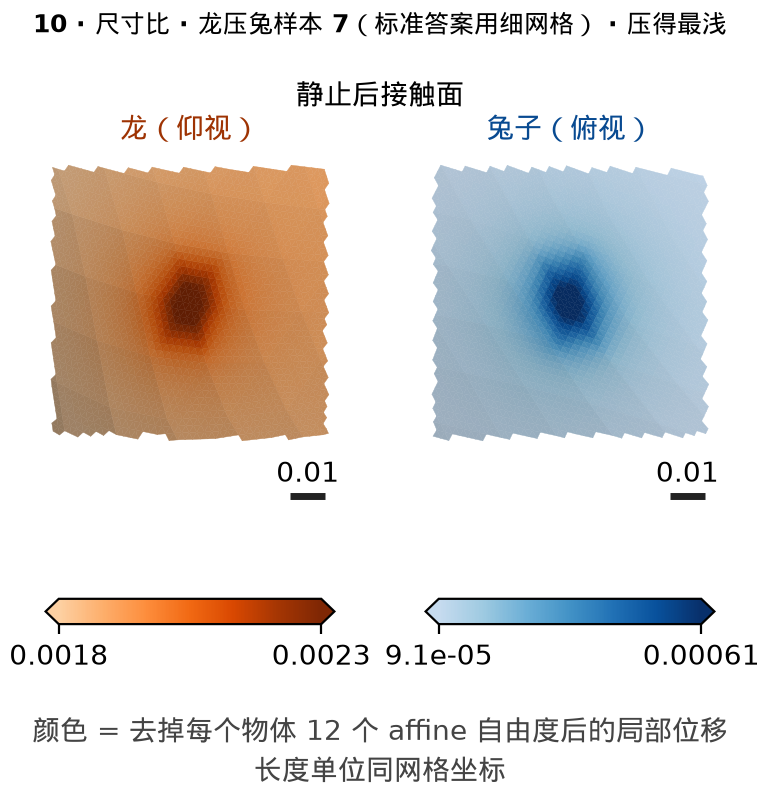 10 · 尺寸比 · 龙压兔样本 7（标准答案用细网格）· 压得最浅
静止后接触面
龙（仰视）
兔子（俯视）
0.01
0.01
0.0018
0.0023
9.1e-05
0.00061
颜色 = 去掉每个物体 12 个 affine 自由度后的局部位移
长度单位同网格坐标